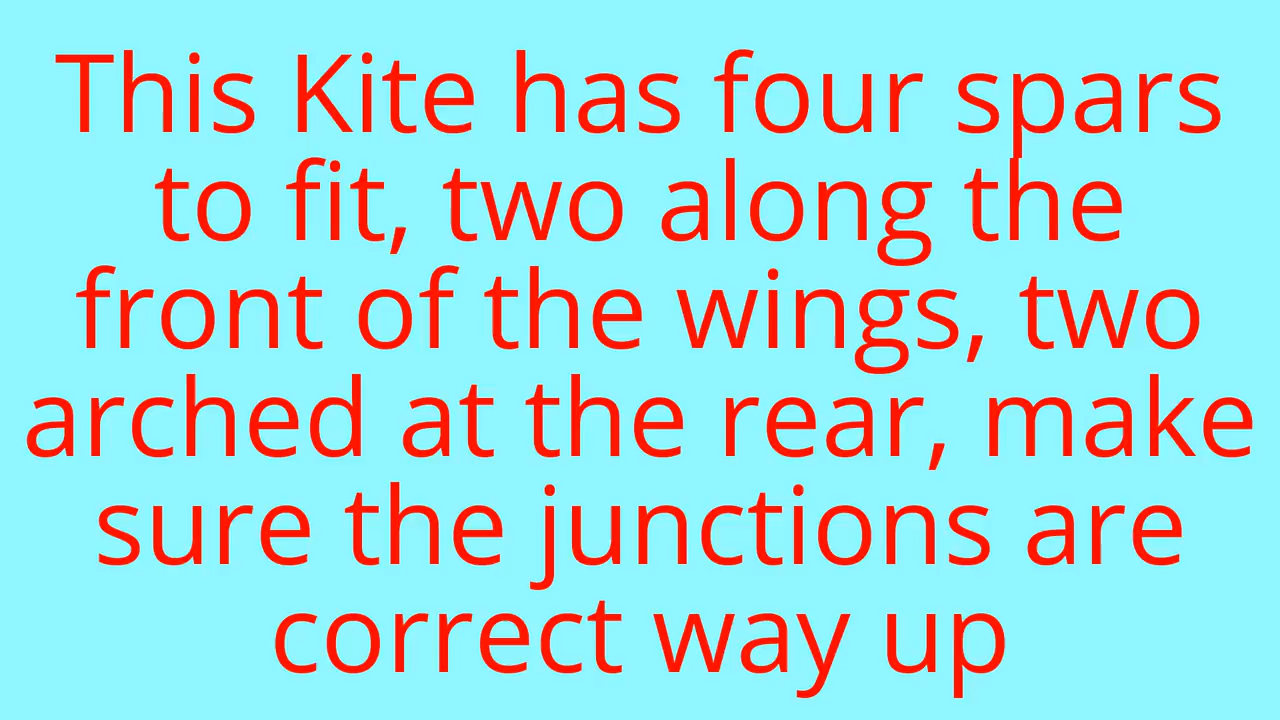 This Kite has four spars
to fit, two along the
front of the wings, two
arched at the rear, make
sure the junctions are
correct way up